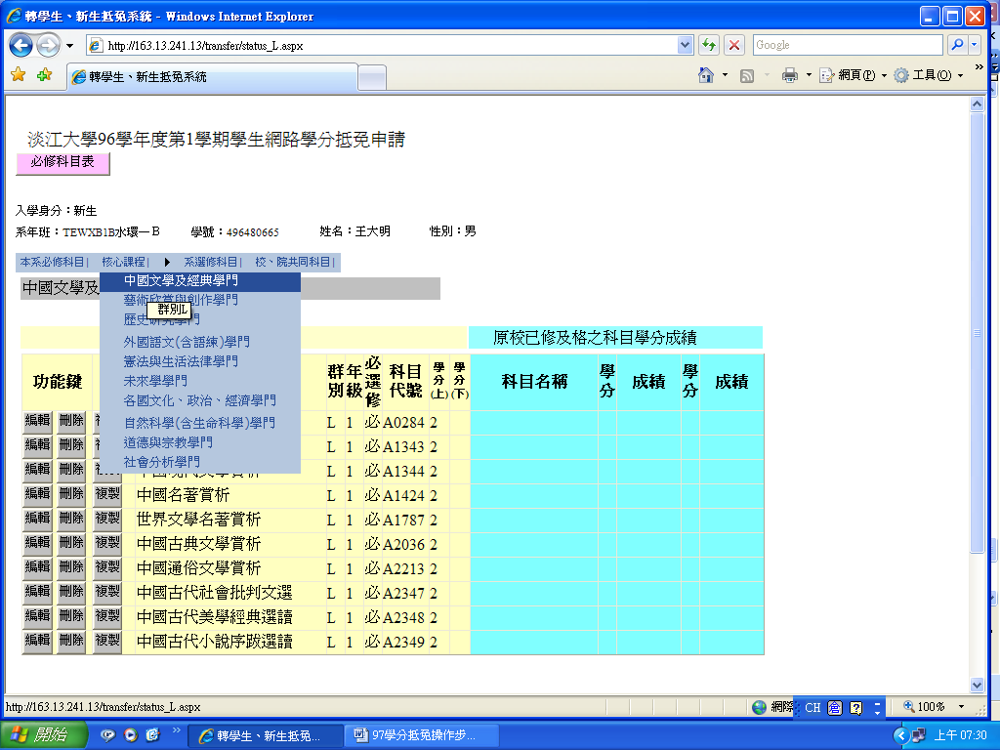 轉學生、新生抵免系統 - Windows Internet Explorer
http://163.13.241.13/transfer/status_L.aspx
Google
轉學生、新生抵免系統
網頁(P)
工具(O)
淡江大學96學年度第1學期學生網路學分抵免申請
必修科目表
入學身分：新生
系年班：TEWXB1B水環一B 學號：496480665 姓名：王大明 性別：男
本系必修科目| 核心課程| 系選修科目| 校、院共同科目|
中國文學及
中國文學及經典學門
藝術欣賞與創作學門
群別L
歷史研究學門
外國語文(含語練)學門
憲法與生活法律學門
未來學學門
各國文化、政治、經濟學門
自然科學(含生命科學)學門
道德與宗教學門
社會分析學門
原校已修及格之科目學分成績
功能鍵 群別 年級 必選修 科目代號 學分(上) 學分(下) 科目名稱 學分 成績 學分 成績
編輯 刪除 L 1 必 A0284 2
編輯 刪除 L 1 必 A1343 2
編輯 刪除 L 1 必 A1344 2
編輯 刪除 複製 中國名著賞析 L 1 必 A1424 2
編輯 刪除 複製 世界文學名著賞析 L 1 必 A1787 2
編輯 刪除 複製 中國古典文學賞析 L 1 必 A2036 2
編輯 刪除 複製 中國通俗文學賞析 L 1 必 A2213 2
編輯 刪除 複製 中國古代社會批判文選 L 1 必 A2347 2
編輯 刪除 複製 中國古代美學經典選讀 L 1 必 A2348 2
編輯 刪除 複製 中國古代小說序跋選讀 L 1 必 A2349 2
http://163.13.241.13/transfer/status_L.aspx
網際
CH
100%
開始
轉學生、新生抵免...
97學分抵免操作步...
上午 07:30